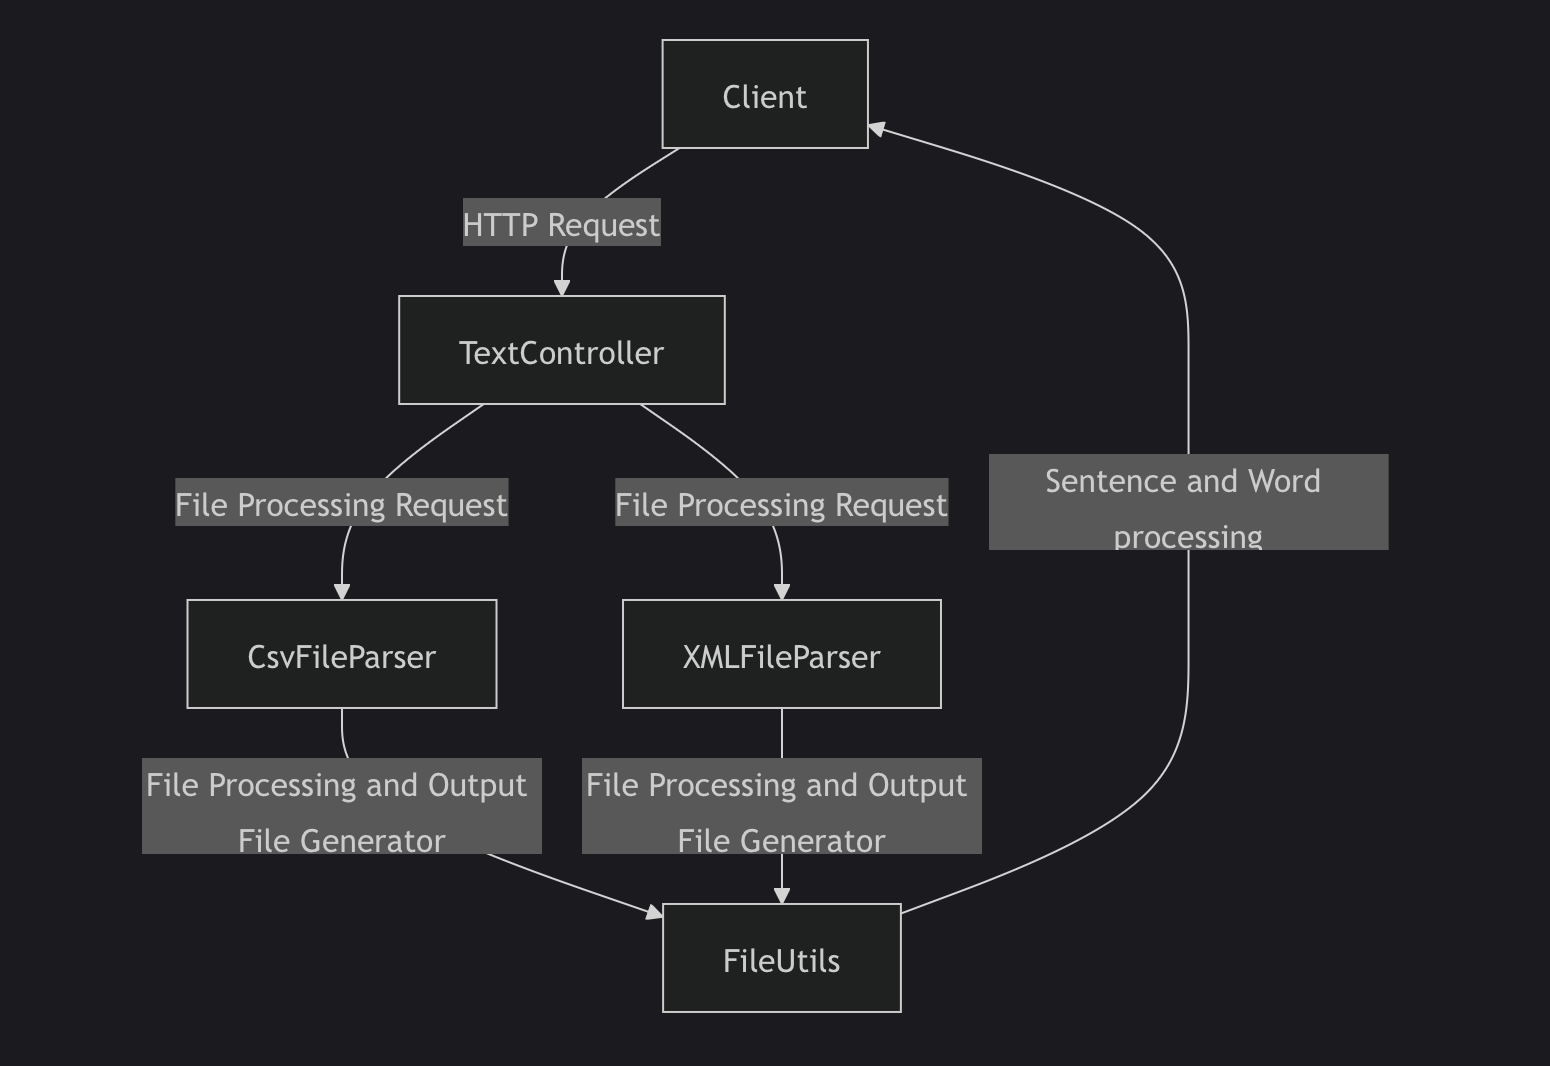 Client
HTTP Request
TextController
File Processing Request
File Processing Request
Sentence and Word
processing
CsvFileParser
XMLFileParser
File Processing and Output
File Generator
File Processing and Output
File Generator
FileUtils